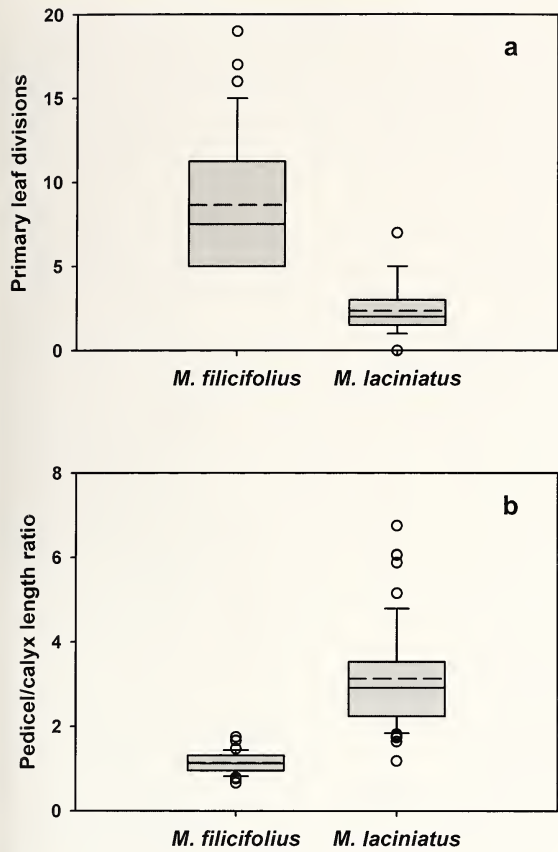 a
Primary leaf divisions
20
15
10
5
0
M. filicifolius M. laciniatus
b
Pedicel/calyx length ratio
8
6
4
2
0
M. filicifolius M. laciniatus